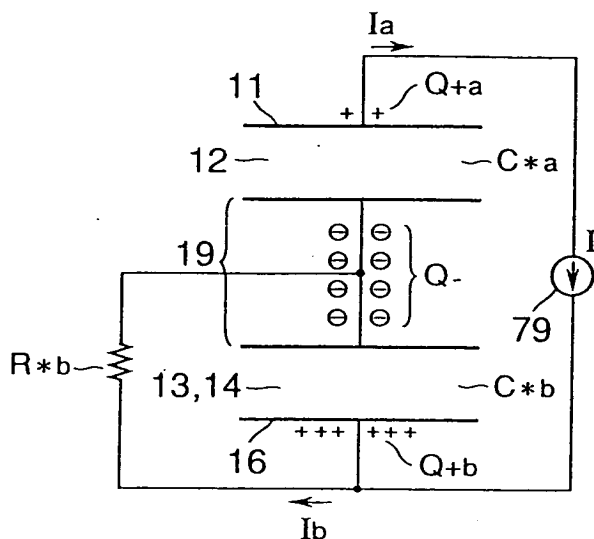 Ia
11
+ +
Q+a
12
C*a
19
⊖ ⊖
⊖ ⊖
⊖ ⊖
⊖ ⊖
Q-
I
79
R*b
13,14
C*b
16
+++ +++
Q+b
Ib